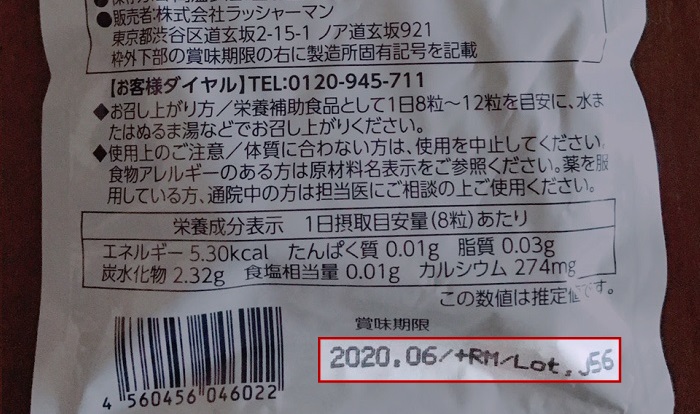 ●販売者:株式会社ラッシャーマン
東京都渋谷区道玄坂2-15-1 ノア道玄坂921
枠外下部の賞味期限の右に製造所固有記号を記載
【お客様ダイヤル】TEL:0120-945-711
◆お召し上がり方／栄養補助食品として1日8粒～12粒を目安に、水ま
たはぬるま湯などでお召し上がりください。
◆使用上のご注意／体質に合わない方は、使用を中止してください。
食物アレルギーのある方は原材料名表示をご参照ください。薬を服
用している方、通院中の方は担当医にご相談の上ご使用ください。
栄養成分表示 1日摂取目安量(8粒)あたり
エネルギー 5.30kcal たんぱく質 0.01g 脂質 0.03g
炭水化物 2.32g 食塩相当量 0.01g カルシウム 274mg
この数値は推定値です。
賞味期限
2020.06/+RM/Lot.J56
4 560456 046022